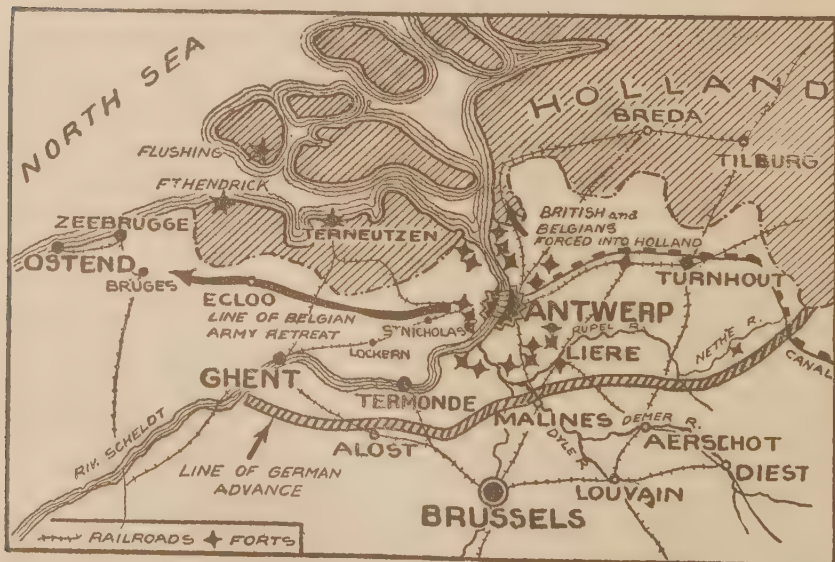 NORTH SEA
HOLLAND
BREDA
TILBURG
FLUSHING
FT HENDRICK
ZEEBRUGGE
TERNEUTZEN
BRITISH and
BELGIANS
FORCED INTO HOLLAND
OSTEND
BRUGES
TURNHOUT
ECLOO
LINE OF BELGIAN
ARMY RETREAT
ST NICHOLAS
ANTWERP
RUPEL R.
NETHE R.
CANAL
LOCKERN
LIERE
GHENT
TERMONDE
MALINES
DEMER R.
RIV. SCHELDT
ALOST
DYLE R.
AERSCHOT
LINE OF GERMAN
ADVANCE
DIEST
LOUVAIN
BRUSSELS
RAILROADS FORTS